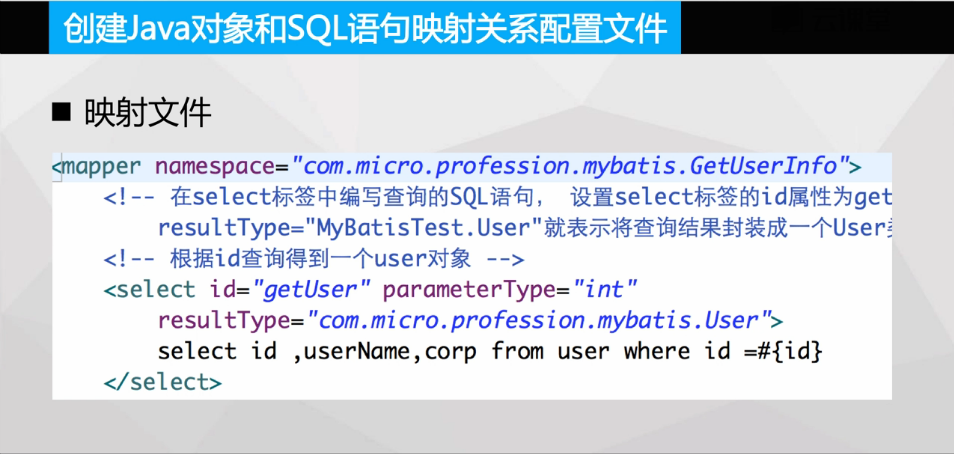 创建Java对象和SQL语句映射关系配置文件
■ 映射文件
<mapper namespace="com.micro.profession.mybatis.GetUserInfo">
<!-- 在select标签中编写查询的SQL语句， 设置select标签的id属性为get
resultType="MyBatisTest.User"就表示将查询结果封装成一个User
<!-- 根据id查询得到一个user对象 -->
<select id="getUser" parameterType="int"
resultType="com.micro.profession.mybatis.User">
select id ,userName,corp from user where id =#{id}
</select>